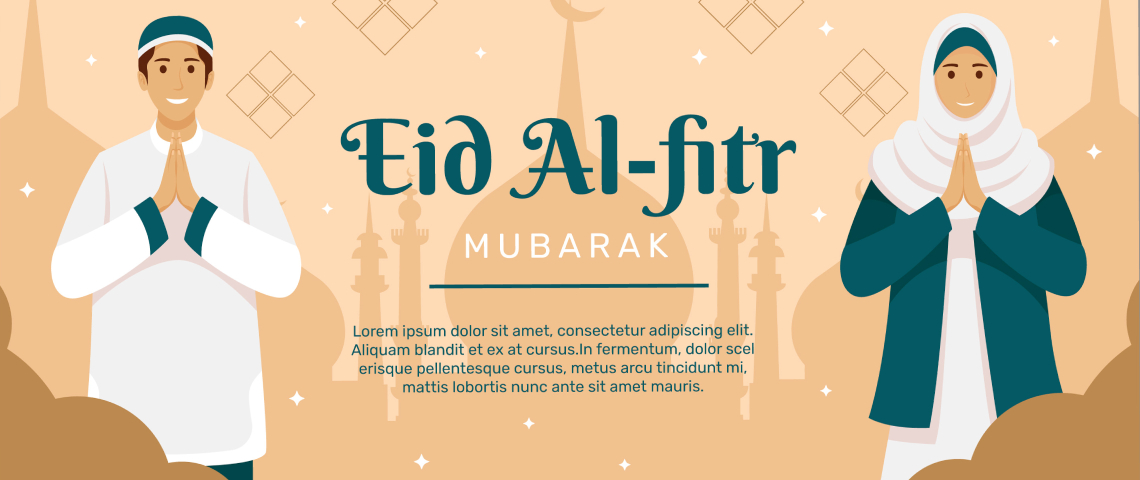 Eid Al-fitr
MUBARAK
Lorem ipsum dolor sit amet, consectetur adipiscing elit.
Aliquam blandit et ex at cursus.In fermentum, dolor scel
erisque pellentesque cursus, metus arcu tincidunt mi,
mattis lobortis nunc ante sit amet mauris.